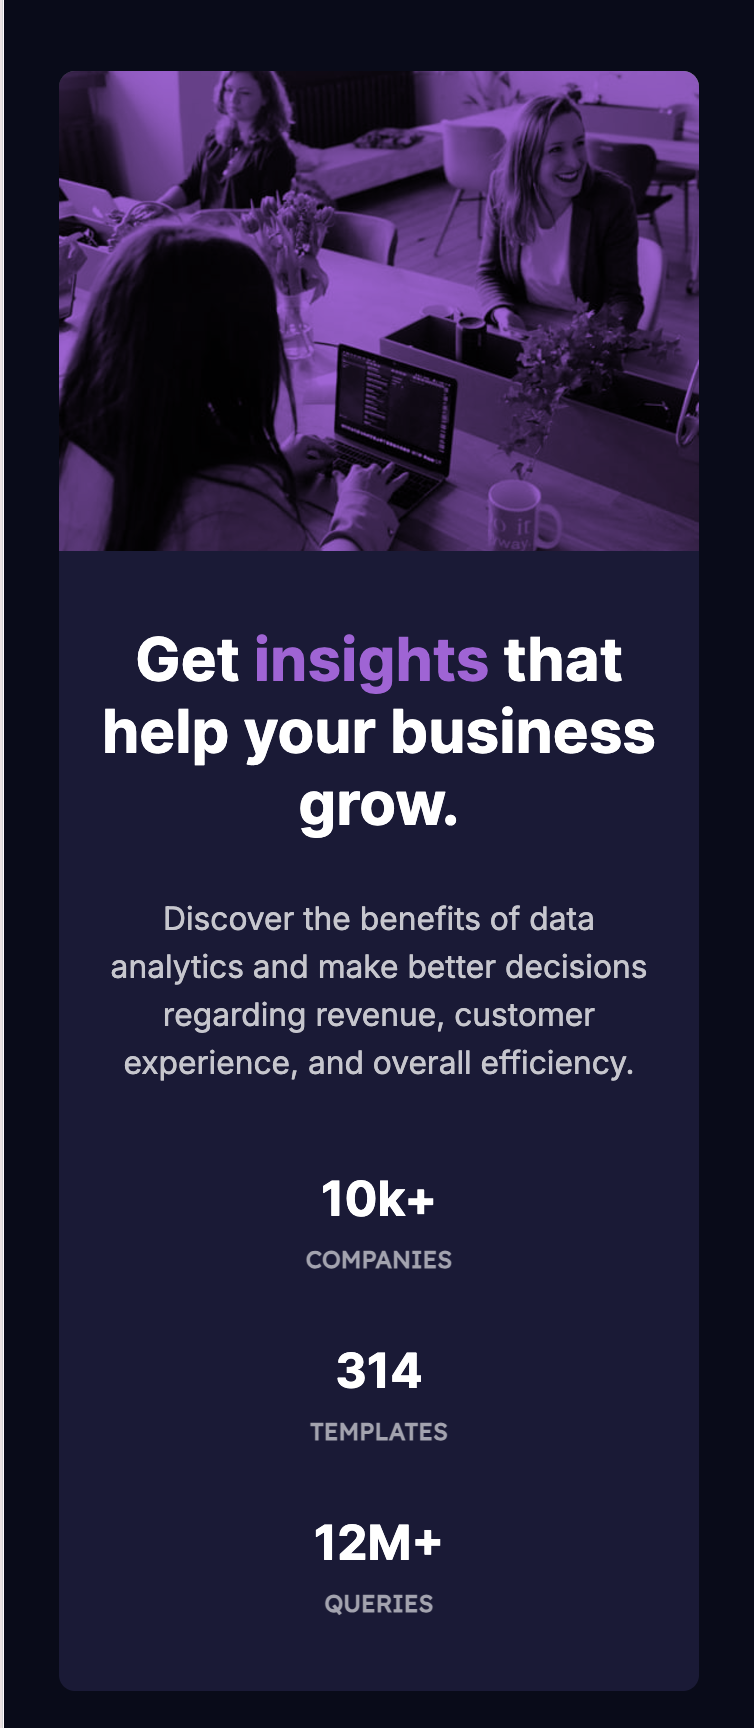 Get insights that
help your business
grow.
Discover the benefits of data
analytics and make better decisions
regarding revenue, customer
experience, and overall efficiency.
10k+
COMPANIES
314
TEMPLATES
12M+
QUERIES